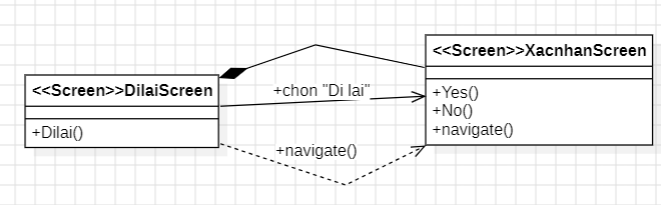 <<Screen>>XacnhanScreen
<<Screen>>DilaiScreen
+chon "Di lai"
+Yes()
+No()
+Dilai()
+navigate()
+navigate()